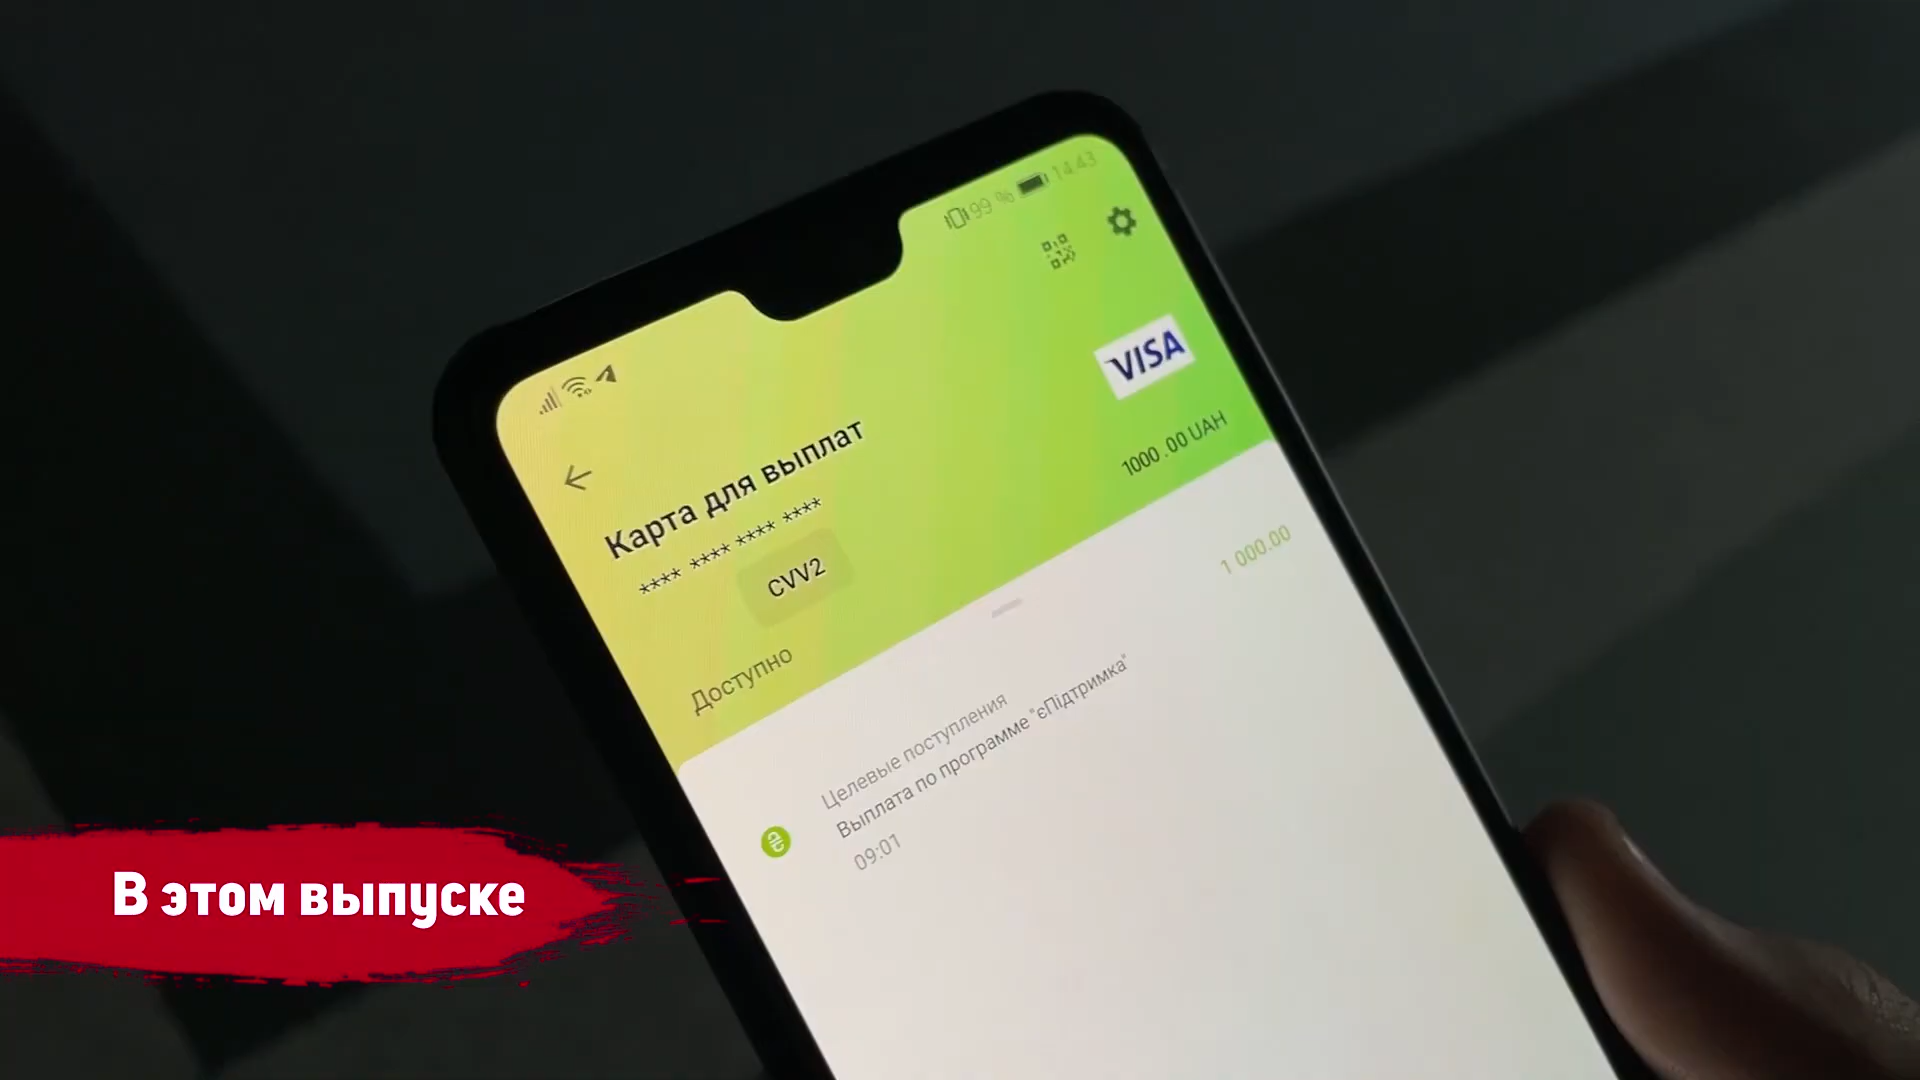 99 % 14:43
VISA
Карта для выплат
**** **** **** ****
CVV2
Доступно
1000.00 UAH
1 000.00
Целевые поступления
Выплата по программе "єПідтримка"
09:01
В этом выпуске